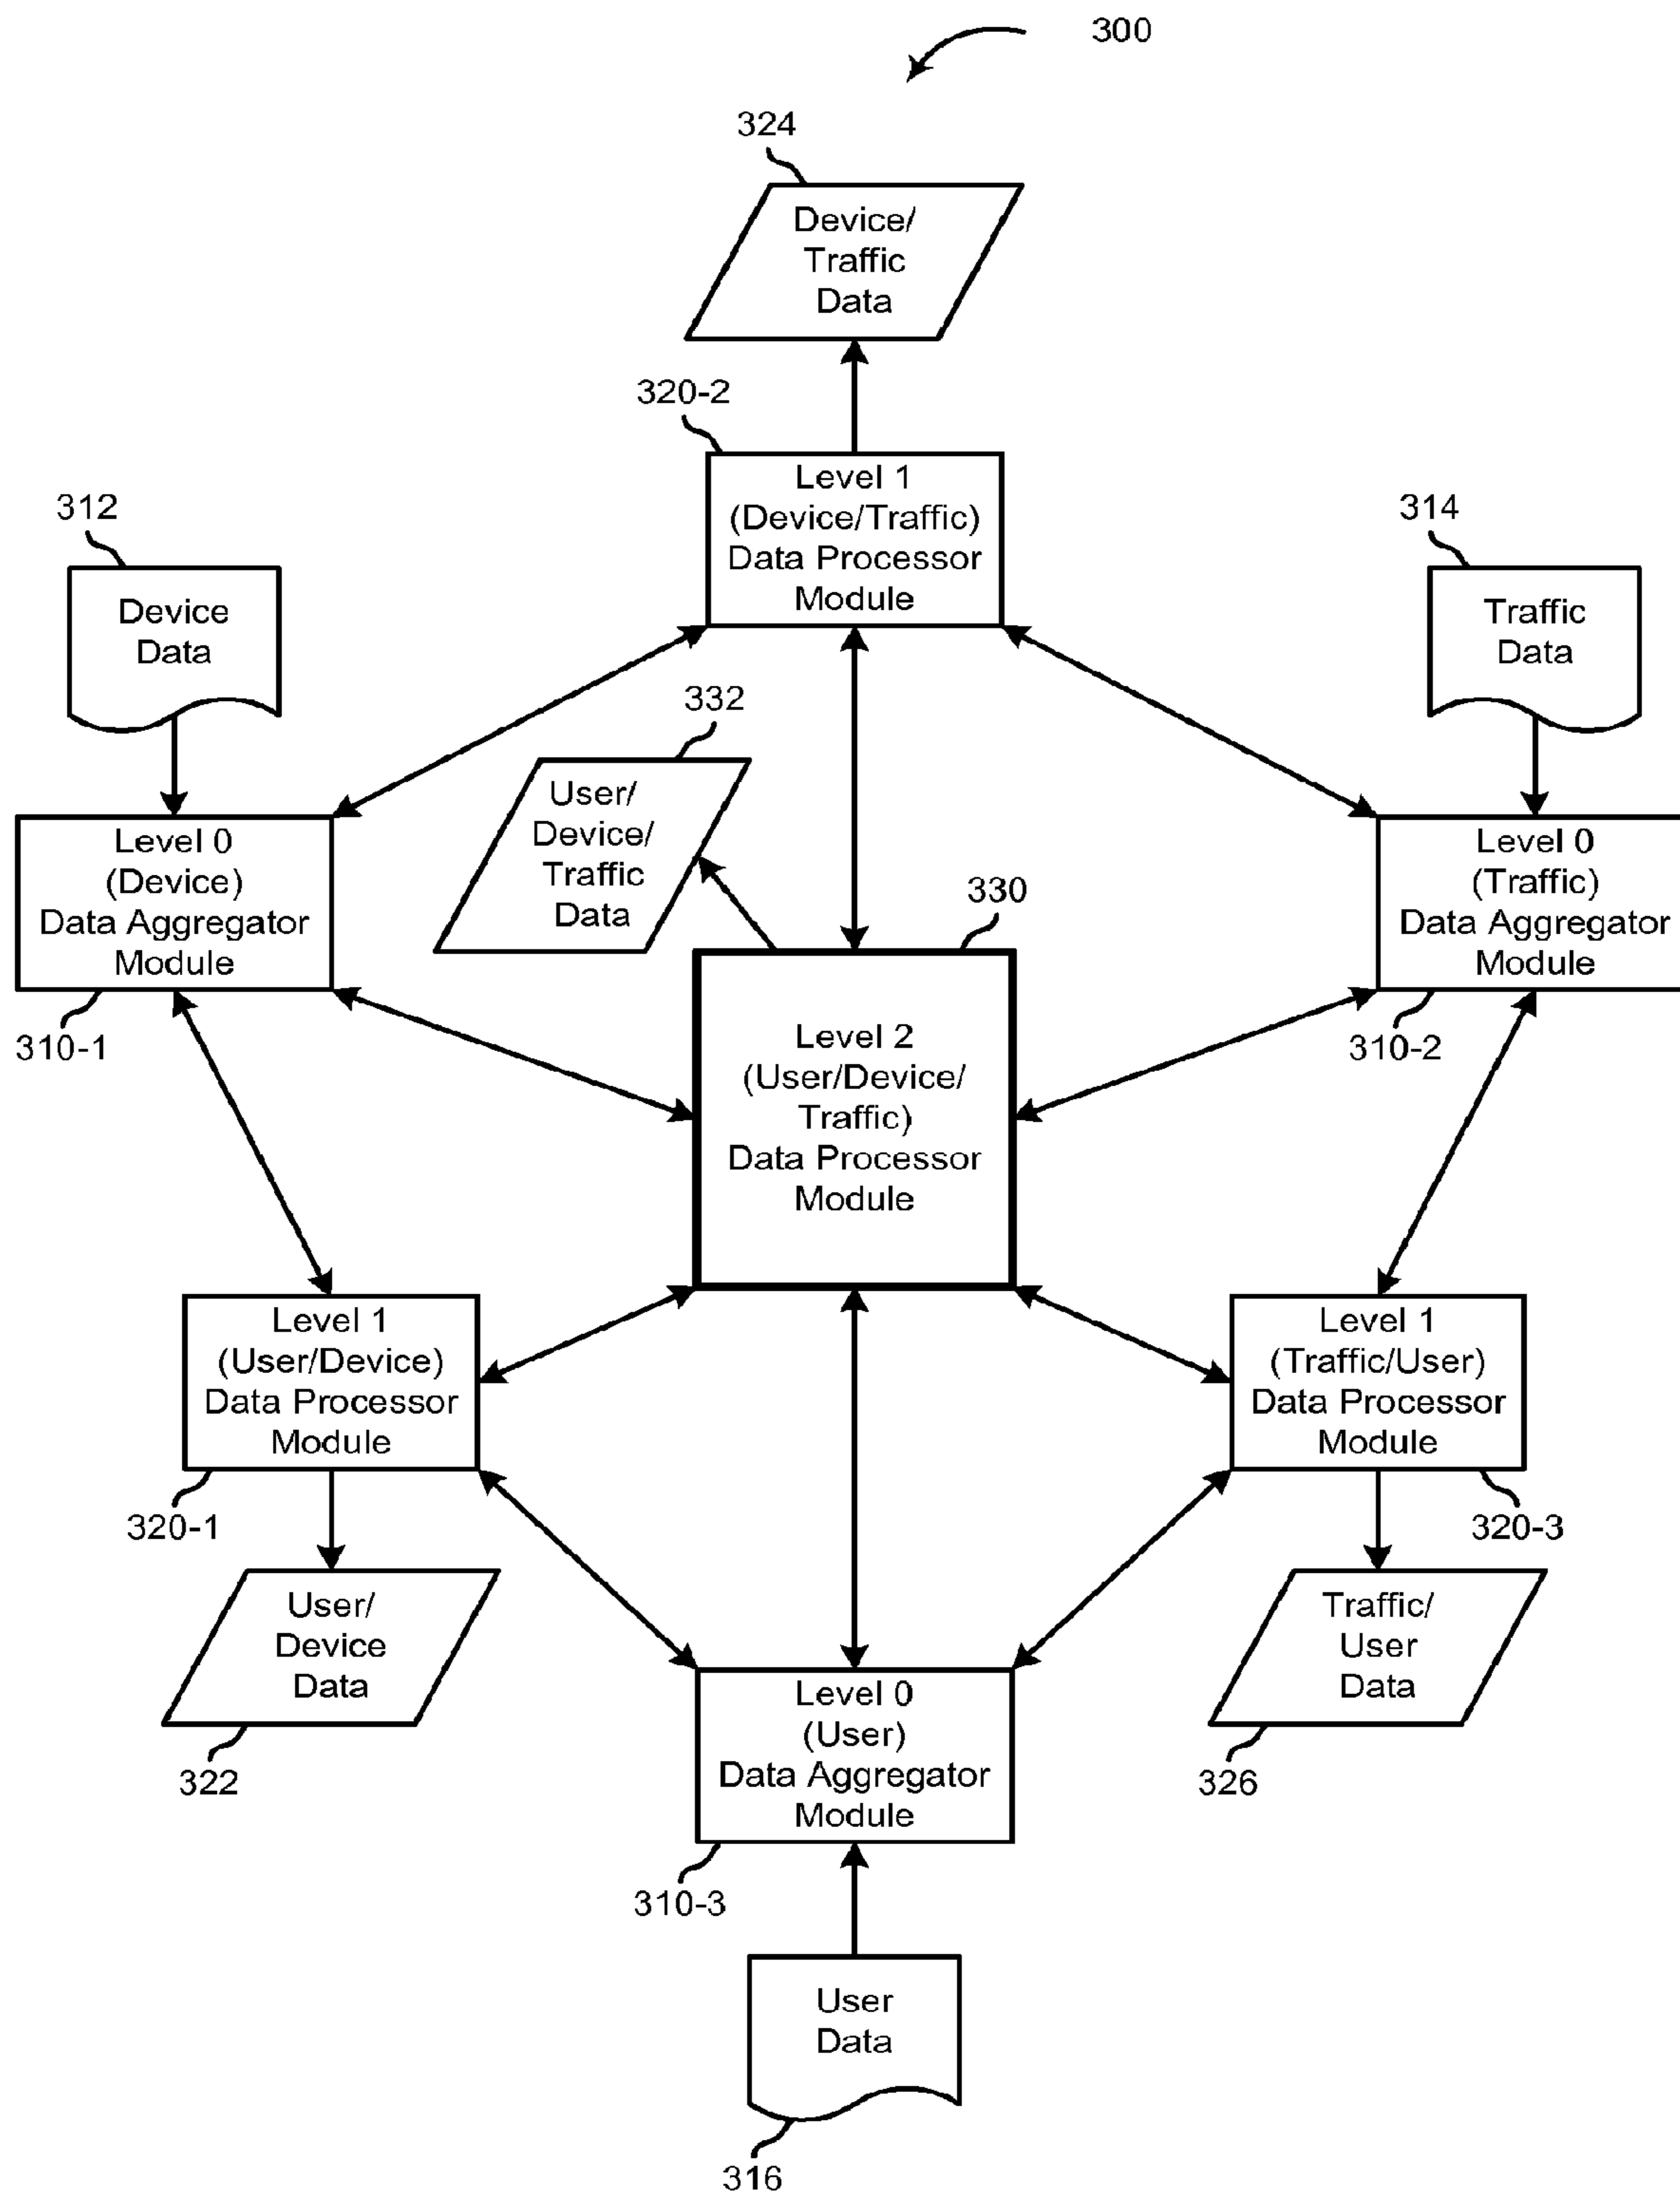 300
324
Device/
Traffic
Data
320-2
Level 1
(Device/Traffic)
Data Processor
Module
312
Device
Data
314
Traffic
Data
332
User/
Device/
Traffic
Data
Level 0
(Device)
Data Aggregator
Module
310-1
330
Level 2
(User/Device/
Traffic)
Data Processor
Module
Level 0
(Traffic)
Data Aggregator
Module
310-2
Level 1
(User/Device)
Data Processor
Module
320-1
Level 1
(Traffic/User)
Data Processor
Module
320-3
User/
Device
Data
322
Traffic/
User
Data
326
Level 0
(User)
Data Aggregator
Module
310-3
User
Data
316